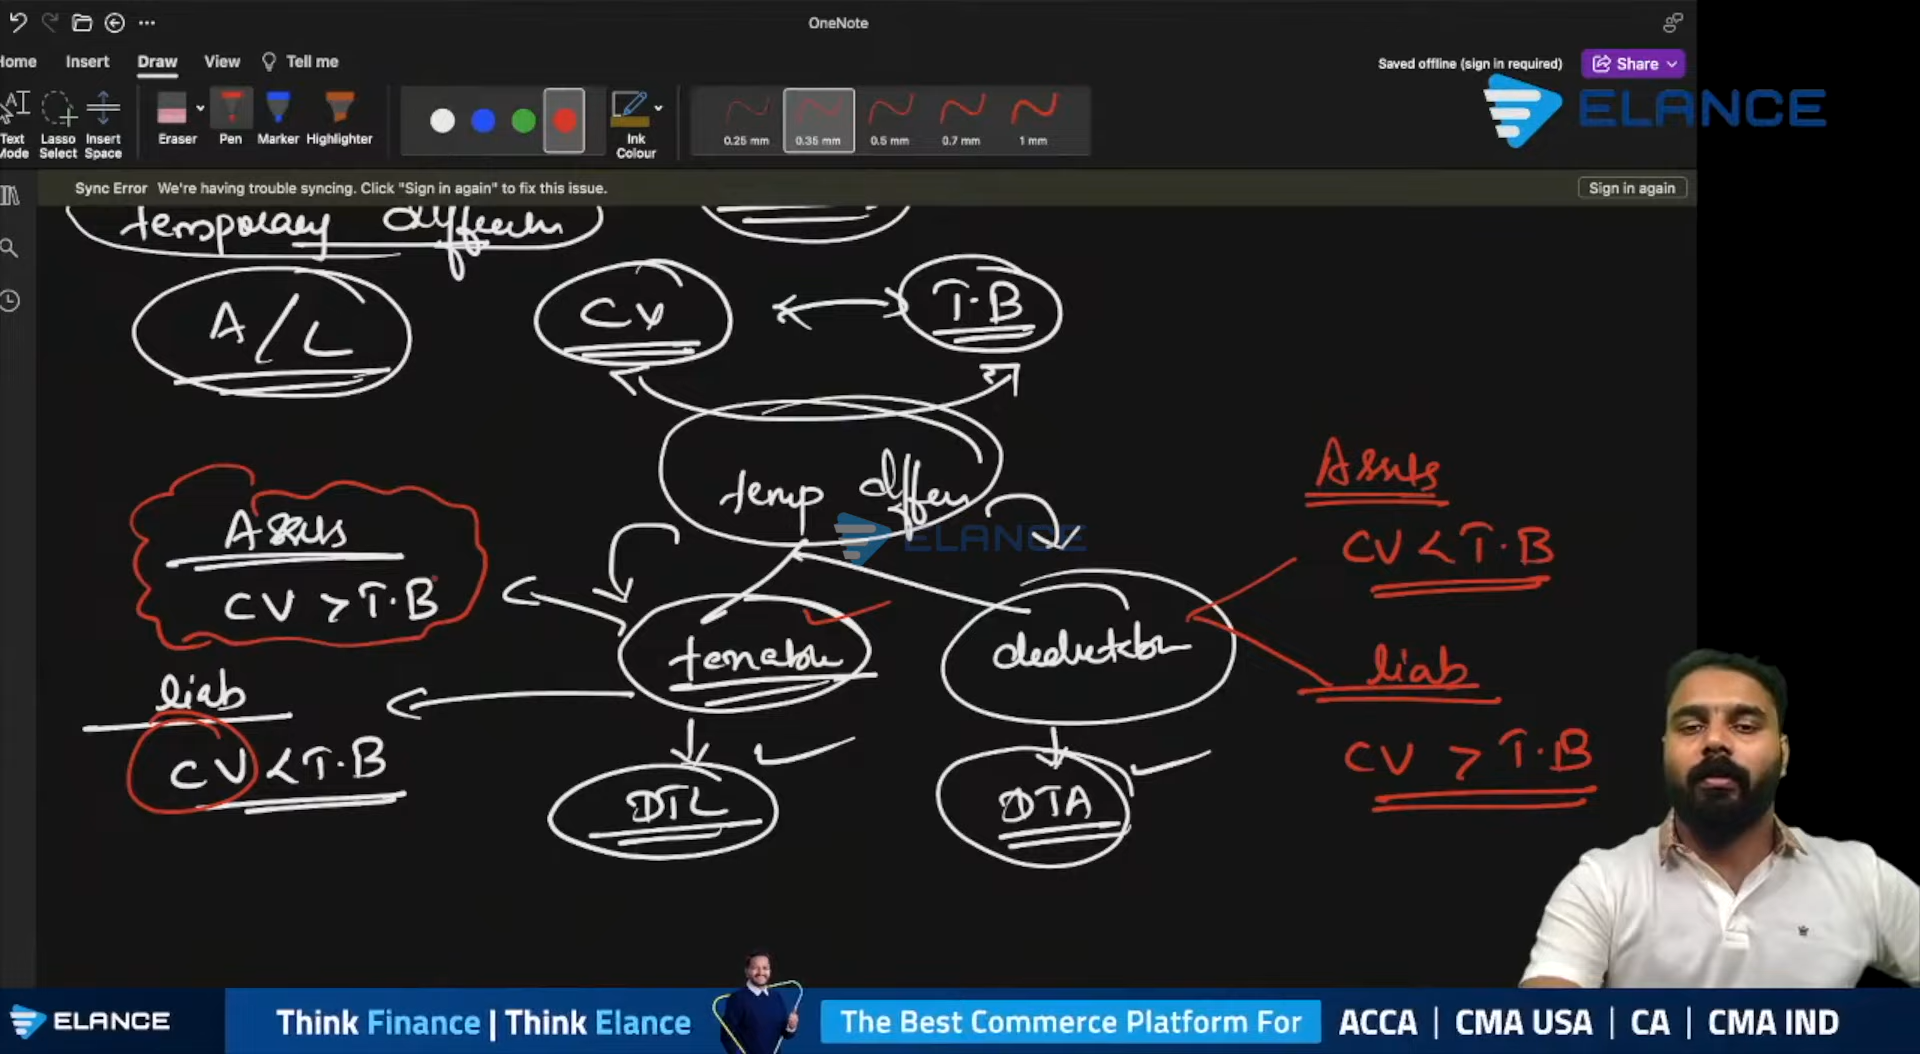 OneNote
Home Insert Draw View Tell me
Saved offline (sign in required) Share
Text Mode
Lasso Select
Insert Space
Eraser
Pen
Marker
Highlighter
Ink Colour
0.25 mm
0.35 mm
0.5 mm
0.7 mm
1 mm
ELANCE
Sync Error We're having trouble syncing. Click "Sign in again" to fix this issue.
Sign in again
temporary
A/L
CV
T.B
temp
ELANCE
Assets
CV > T.B
liab
CV < T.B
DTL
DTA
Assets
CV < T.B
liab
CV > T.B
ELANCE
Think Finance | Think Elance
The Best Commerce Platform For
ACCA | CMA USA | CA | CMA IND